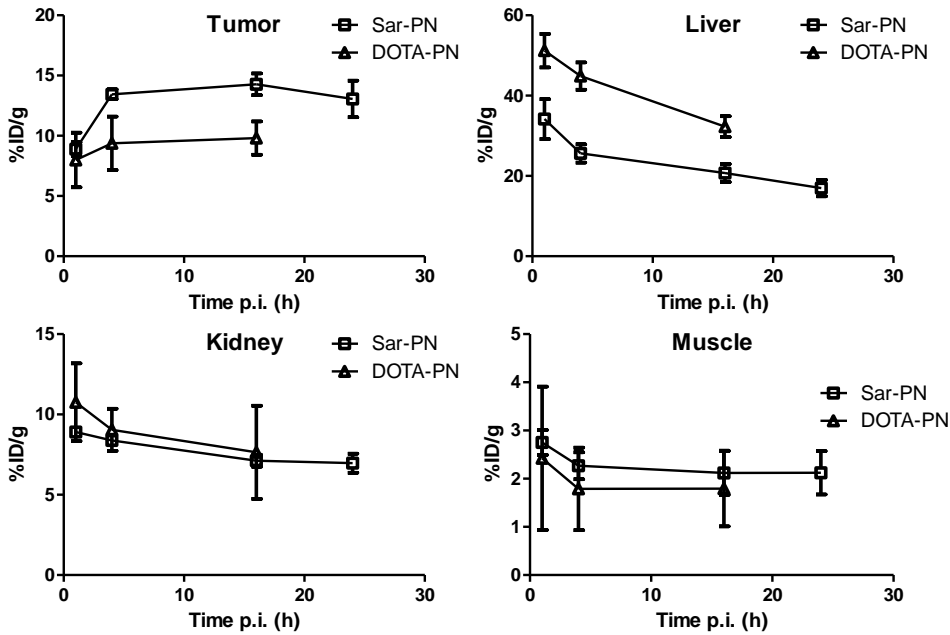 Tumor
Sar-PN
DOTA-PN
%ID/g
20
15
10
5
0
0 10 20 30
Time p.i. (h)
Liver
Sar-PN
DOTA-PN
%ID/g
60
40
20
0
0 10 20 30
Time p.i. (h)
Kidney
Sar-PN
DOTA-PN
%ID/g
15
10
5
0
0 10 20 30
Time p.i. (h)
Muscle
Sar-PN
DOTA-PN
%ID/g
5
4
3
2
1
0
0 10 20 30
Time p.i. (h)